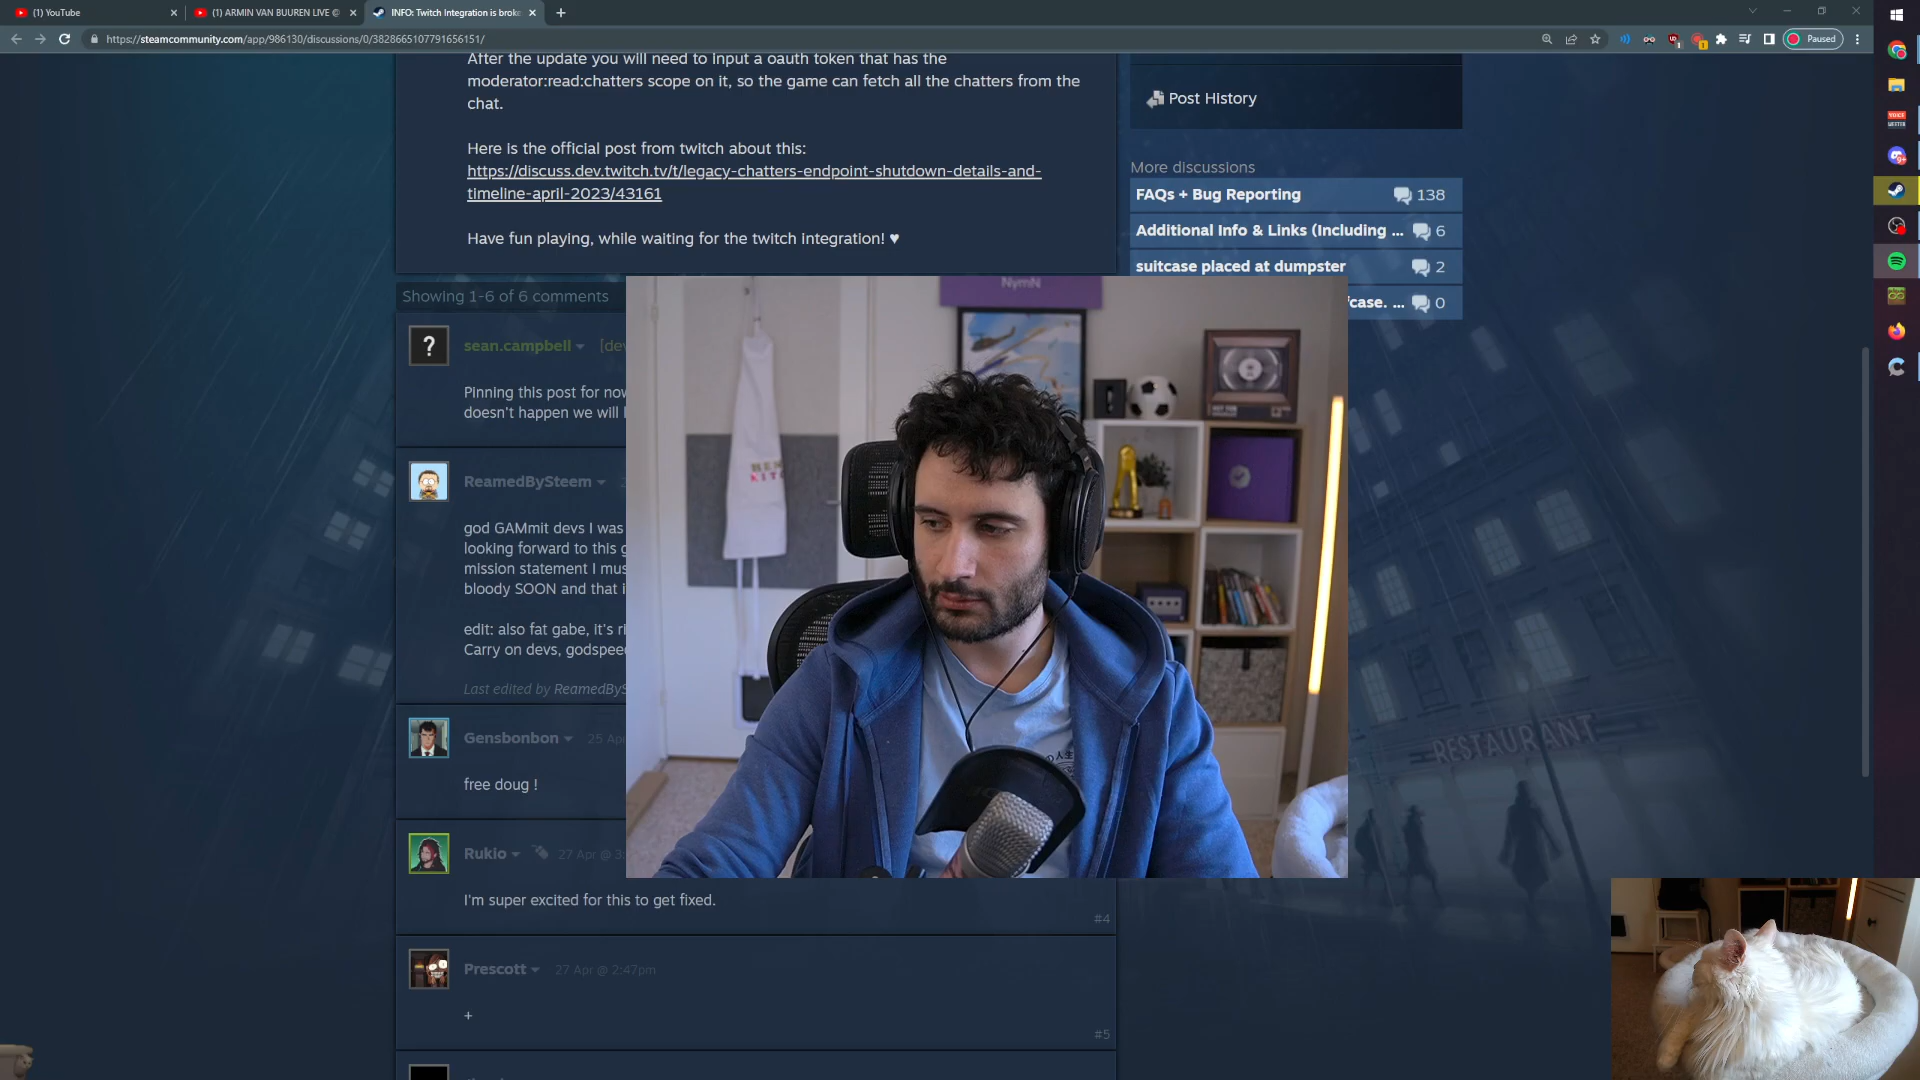 (1) YouTube
(1) ARMIN VAN BUUREN LIVE @
INFO: Twitch Integration is broke
https://steamcommunity.com/app/986130/discussions/0/3828665107791656151/
Paused
After the update you will need to input a oauth token that has the
moderator:read:chatters scope on it, so the game can fetch all the chatters from the
chat.
Here is the official post from twitch about this:
https://discuss.dev.twitch.tv/t/legacy-chatters-endpoint-shutdown-details-and-
timeline-april-2023/43161
Have fun playing, while waiting for the twitch integration! ♥
Post History
More discussions
FAQs + Bug Reporting 138
Additional Info & Links (Including ... 6
suitcase placed at dumpster 2
case. ... 0
Showing 1-6 of 6 comments
NymN
sean.campbell [dev
Pinning this post for now
doesn't happen we will
ReamedBySteem
god GAMmit devs I was
looking forward to this
mission statement I mus
bloody SOON and that
edit: also fat gabe, it's
Carry on devs, godspeed
Last edited by ReamedByS
Gensbonbon 25 Apr
free doug !
Rukio 27 Apr @ 3:
I'm super excited for this to get fixed.
#4
Prescott 27 Apr @ 2:47pm
+
#5
RESTAURANT